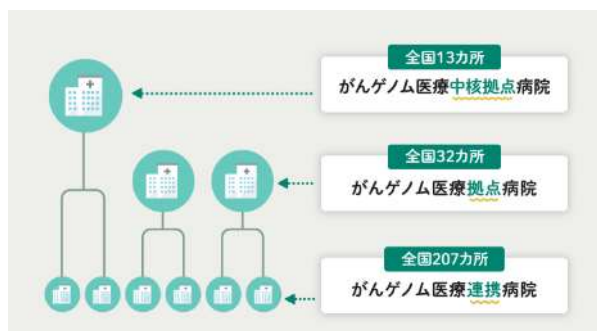 全国13カ所
がんゲノム医療中核拠点病院
全国32カ所
がんゲノム医療拠点病院
全国207カ所
がんゲノム医療連携病院